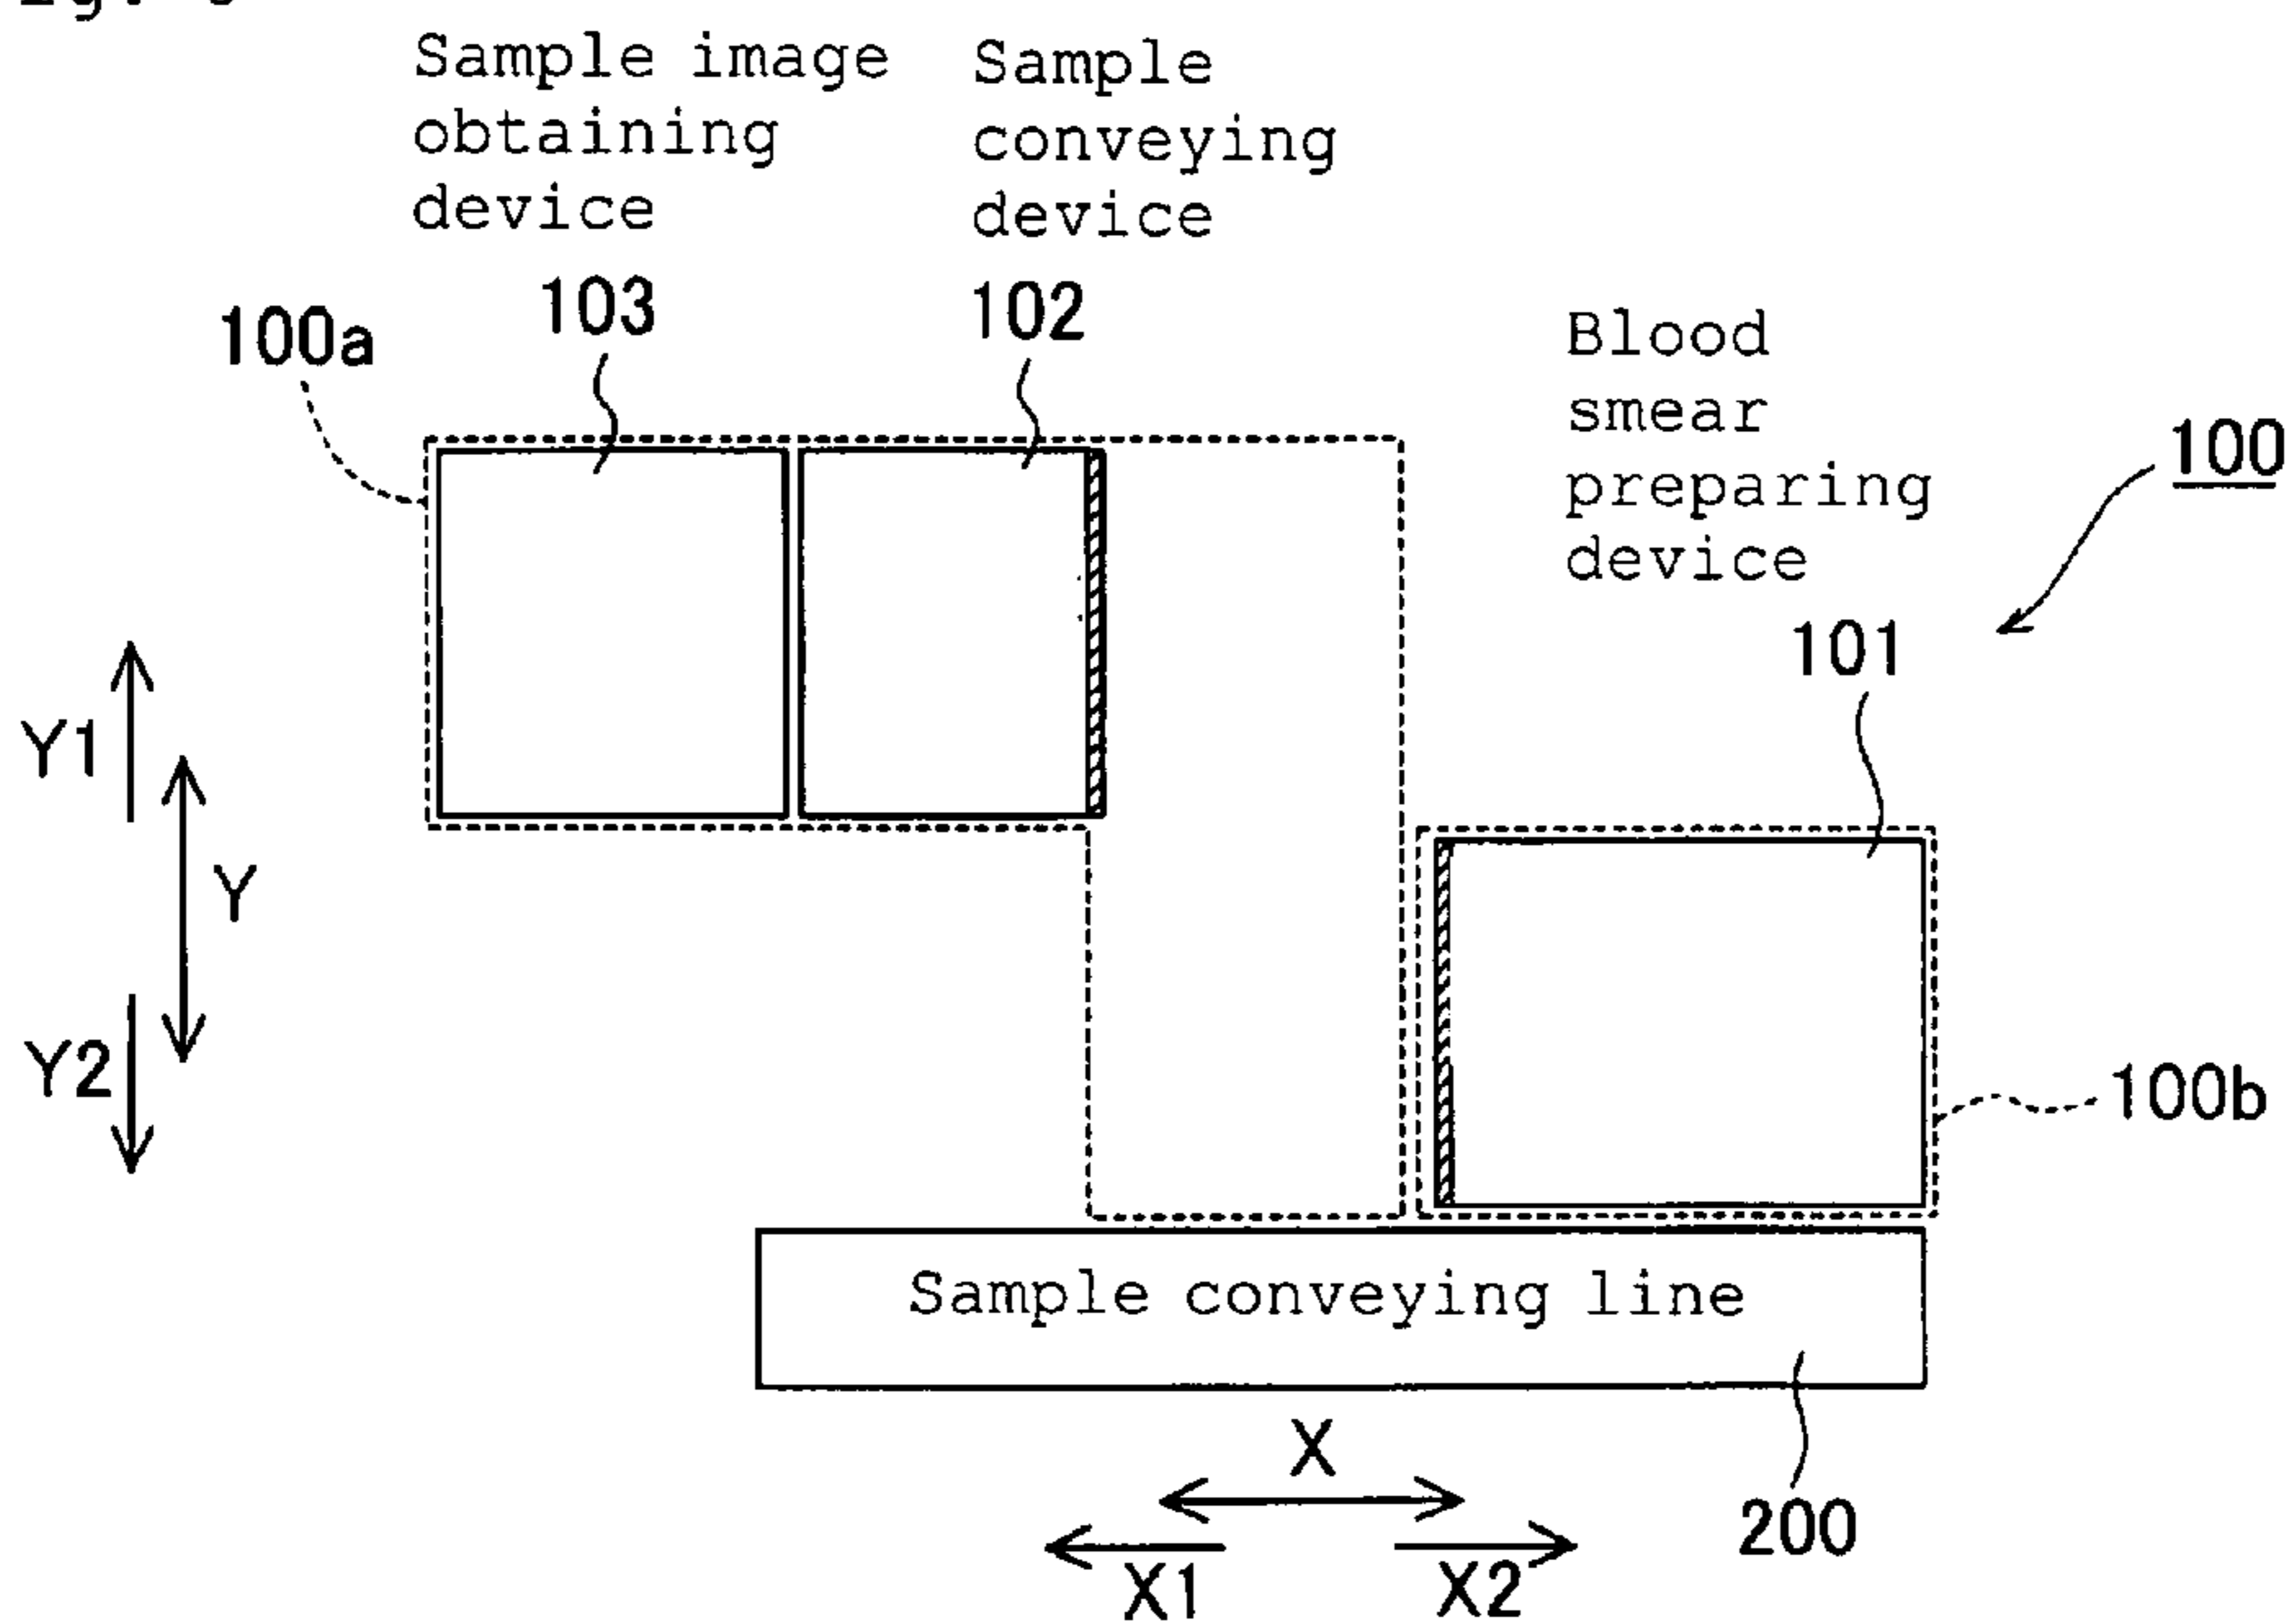 Sample image
obtaining
device
Sample
conveying
device
103
102
100a
Blood
smear
preparing
device
100
101
Y1
Y
Y2
100b
Sample conveying line
X
200
X1
X2